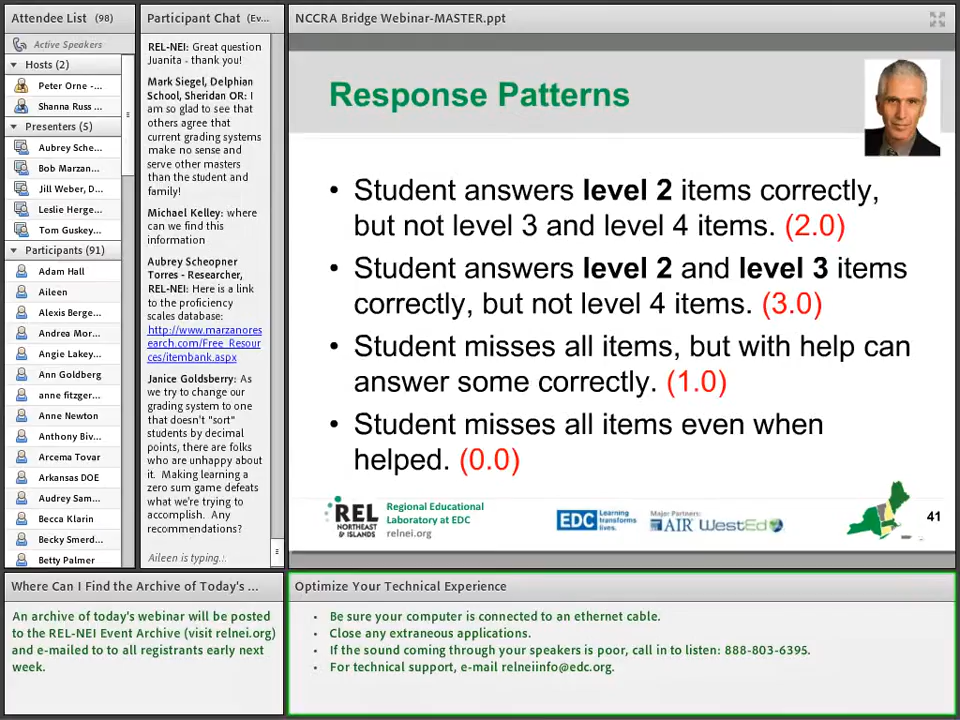 Attendee List (98)
Active Speakers
Hosts (2)
Peter Orne -...
Shanna Russ ...
Presenters (5)
Aubrey Sche...
Bob Marzan...
Jill Weber, D...
Leslie Herge...
Tom Guskey...
Participants (91)
Adam Hall
Aileen
Alexis Berge...
Andrea Mor...
Angie Lakey...
Ann Goldberg
anne fitzger...
Anne Newton
Anthony Biv...
Arcema Tovar
Arkansas DOE
Audrey Sam...
Becca Klarin
Becky Smerd...
Betty Palmer
Participant Chat (Ev...
REL-NEI: Great question
Juanita - thank you!
Mark Siegel, Delphian
School, Sheridan OR: I
am so glad to see that
others agree that
current grading systems
make no sense and
serve other masters
than the student and
family!
Michael Kelley: where
can we find this
information
Aubrey Scheopner
Torres - Researcher,
REL-NEI: Here is a link
to the proficiency
scales database:
http://www.marzanores
earch.com/Free_Resour
ces/itembank.aspx
Janice Goldsberry: As
we try to change our
grading system to one
that doesn't "sort"
students by decimal
points, there are folks
who are unhappy about
it. Making learning a
zero sum game defeats
what we're trying to
accomplish. Any
recommendations?
Aileen is typing.:
NCCRA Bridge Webinar-MASTER.ppt
Response Patterns
• Student answers level 2 items correctly,
but not level 3 and level 4 items. (2.0)
• Student answers level 2 and level 3 items
correctly, but not level 4 items. (3.0)
• Student misses all items, but with help can
answer some correctly. (1.0)
• Student misses all items even when
helped. (0.0)
REL
NORTHEAST
& ISLANDS
Regional Educational
Laboratory at EDC
relnei.org
EDC
Learning
transforms
lives.
Major Partners:
AIR WestEd
41
Where Can I Find the Archive of Today's ...
An archive of today's webinar will be posted
to the REL-NEI Event Archive (visit relnei.org)
and e-mailed to to all registrants early next
week.
Optimize Your Technical Experience
• Be sure your computer is connected to an ethernet cable.
• Close any extraneous applications.
• If the sound coming through your speakers is poor, call in to listen: 888-803-6395.
• For technical support, e-mail relneiinfo@edc.org.